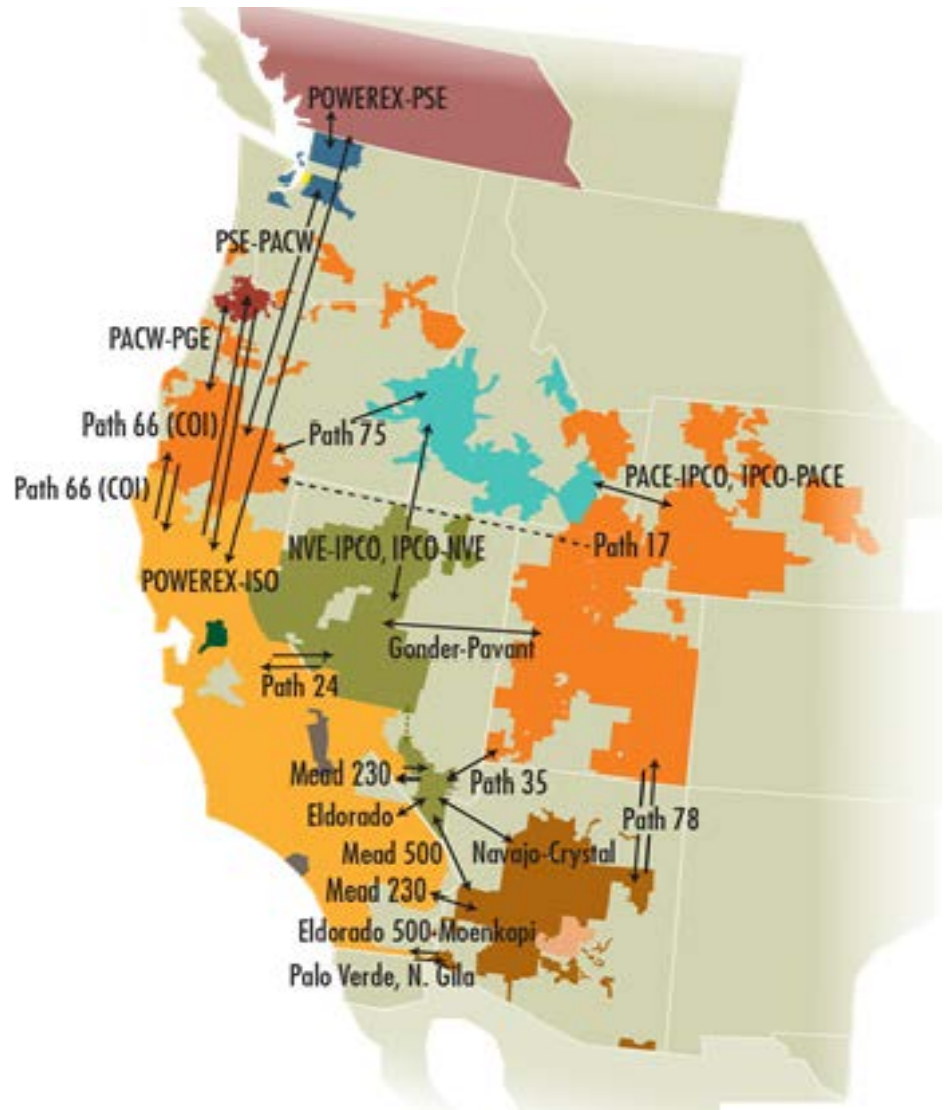 POWEREX-PSE
PSE-PACW
PACW-PGE
Path 66 (COI)
Path 75
Path 66 (COI)
PACE-IPCO, IPCO-PACE
NVE-IPCO, IPCO-NVE
Path 17
POWEREX-ISO
Gonder-Pavant
Path 24
Mead 230
Path 35
Eldorado
Path 78
Mead 500
Navajo-Crystal
Mead 230
Eldorado 500-Moenkopi
Palo Verde, N. Gila